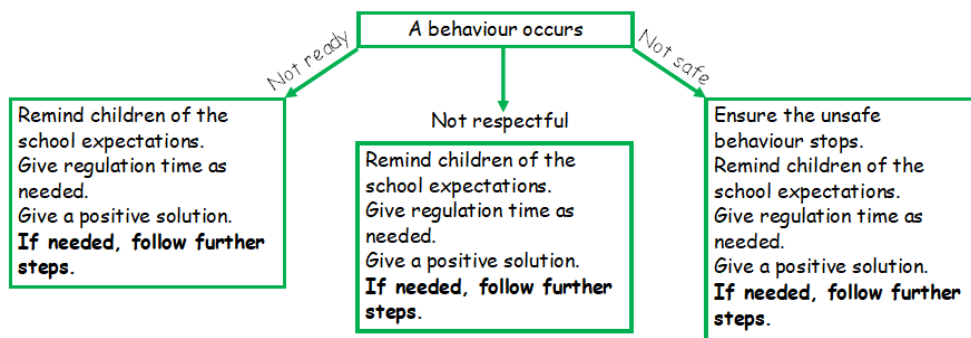 A behaviour occurs
Not ready
Not safe
Remind children of the
school expectations.
Give regulation time as
needed.
Give a positive solution.
If needed, follow further
steps.
Not respectful
Remind children of the
school expectations.
Give regulation time as
needed.
Give a positive solution.
If needed, follow further
steps.
Ensure the unsafe
behaviour stops.
Remind children of the
school expectations.
Give regulation time as
needed.
Give a positive solution.
If needed, follow further
steps.